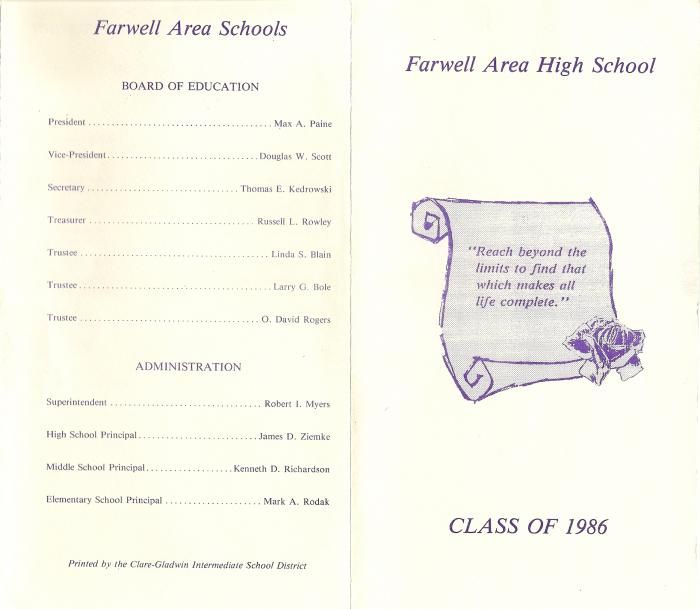 Farwell Area Schools
BOARD OF EDUCATION
President ........................................ Max A. Paine
Vice-President ................................. Douglas W. Scott
Secretary ................................. Thomas E. Kedrowski
Treasurer ..................................... Russell L. Rowley
Trustee .......................................... Linda S. Blain
Trustee .......................................... Larry G. Bole
Trustee ....................................... O. David Rogers
ADMINISTRATION
Superintendent ................................. Robert I. Myers
High School Principal .......................... James D. Ziemke
Middle School Principal ................... Kenneth D. Richardson
Elementary School Principal ..................... Mark A. Rodak
Printed by the Clare-Gladwin Intermediate School District
Farwell Area High School
"Reach beyond the
limits to find that
which makes all
life complete."
CLASS OF 1986